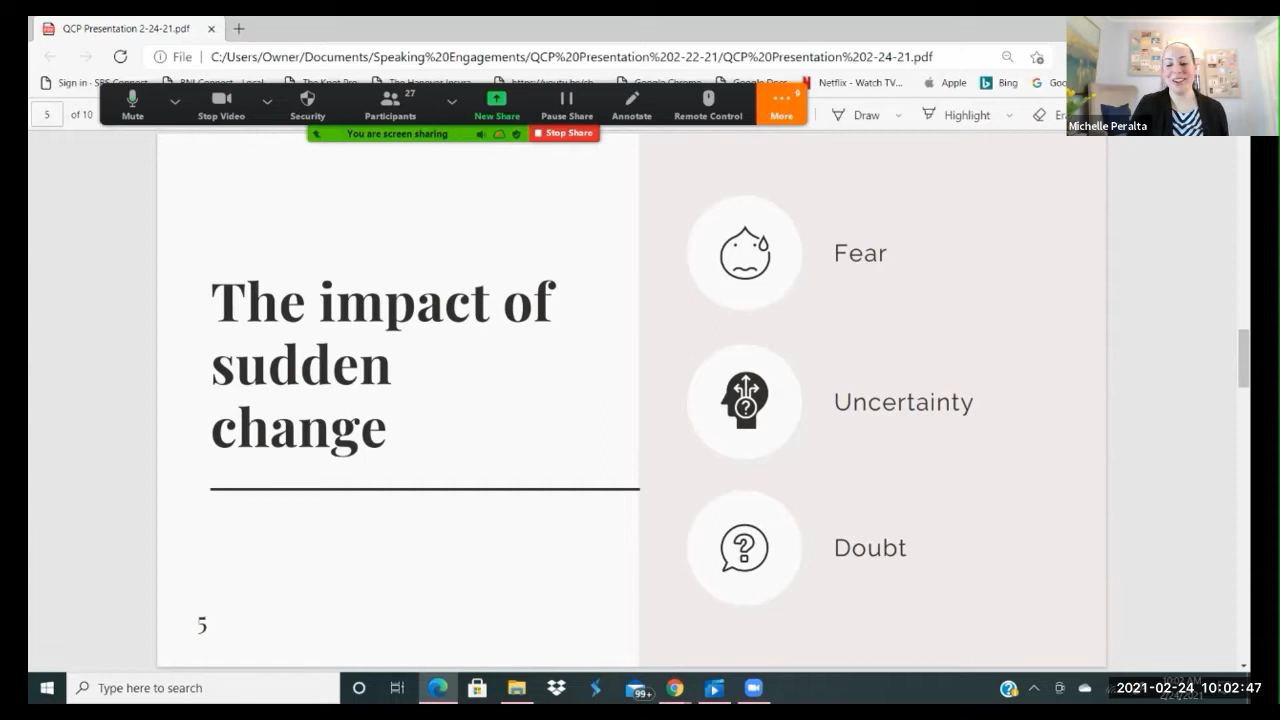 QCP Presentation 2-24-21.pdf
File
C:/Users/Owner/Documents/Speaking%20Engagements/QCP%20Presentation%202-22-21/QCP%20Presentation%202-24-21.pdf
Netflix - Watch TV...
Apple
Bing
27
9
Mute
Stop Video
Security
Participants
New Share
Pause Share
Annotate
Remote Control
More
5
of 10
Draw
Highlight
You are screen sharing
Stop Share
Michelle Peralta
The impact of
sudden
change
Fear
Uncertainty
Doubt
5
Type here to search
99+
2021-02-24 10:02:47